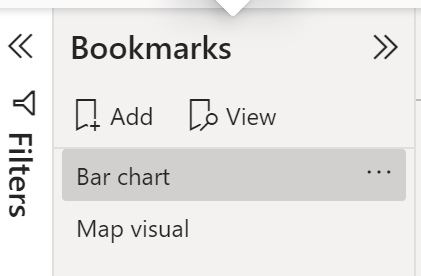 Bookmarks
Add
View
Filters
Bar chart
Map visual